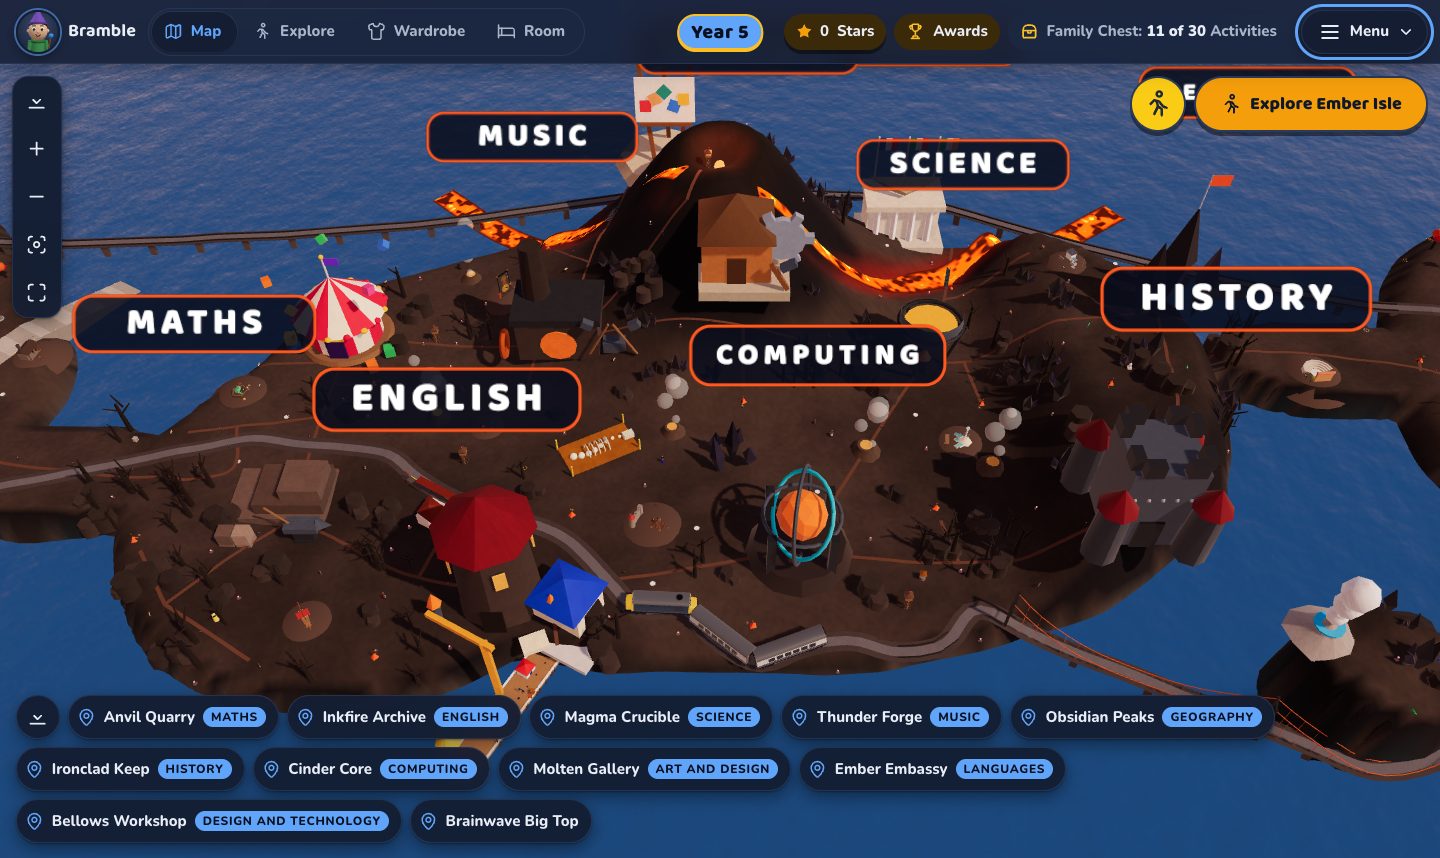 Bramble
Map
Explore
Wardrobe
Room
Year 5
0 Stars
Awards
Family Chest: 11 of 30 Activities
Menu
Explore Ember Isle
MUSIC
SCIENCE
HISTORY
MATHS
COMPUTING
ENGLISH
Anvil Quarry MATHS
Inkfire Archive ENGLISH
Magma Crucible SCIENCE
Thunder Forge MUSIC
Obsidian Peaks GEOGRAPHY
Ironclad Keep HISTORY
Cinder Core COMPUTING
Molten Gallery ART AND DESIGN
Ember Embassy LANGUAGES
Bellows Workshop DESIGN AND TECHNOLOGY
Brainwave Big Top